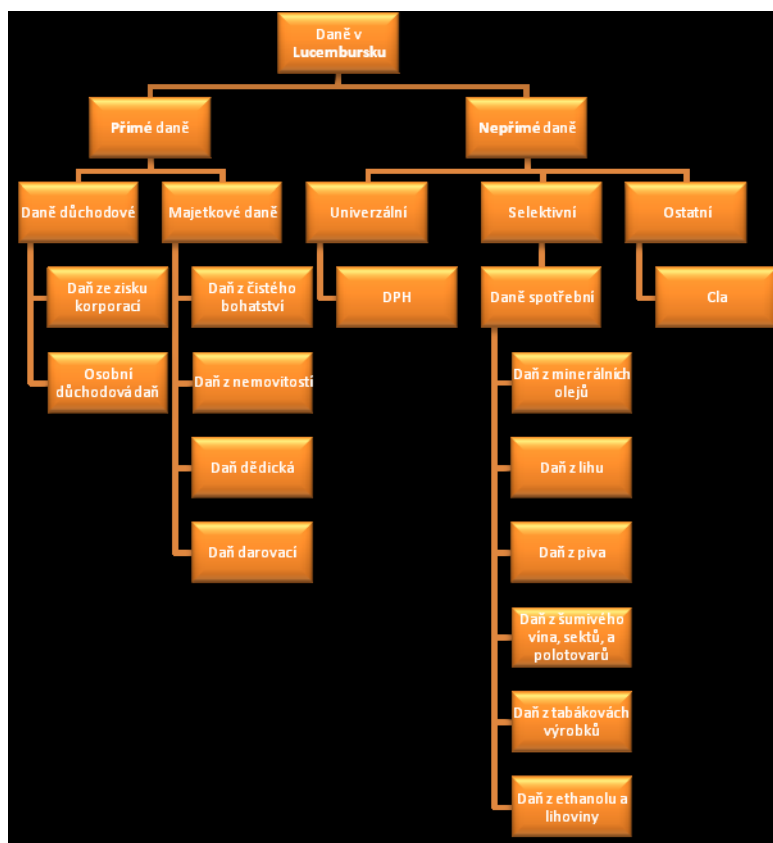 Daně v
Lucembursku
Přímé daně
Nepřímé daně
Daně důchodové
Majetkové daně
Univerzální
Selektivní
Ostatní
Daň ze zisku
korporací
Daň z čistého
bohatství
DPH
Daně spotřební
Cla
Osobní
důchodová daň
Daň z nemovitostí
Daň z minerálních
olejů
Daň dědická
Daň z lihu
Daň darovací
Daň z piva
Daň z šumivého
vína, sektů, a
polotovarů
Daň z tabákovách
výrobků
Daň z ethanolu a
lihoviny